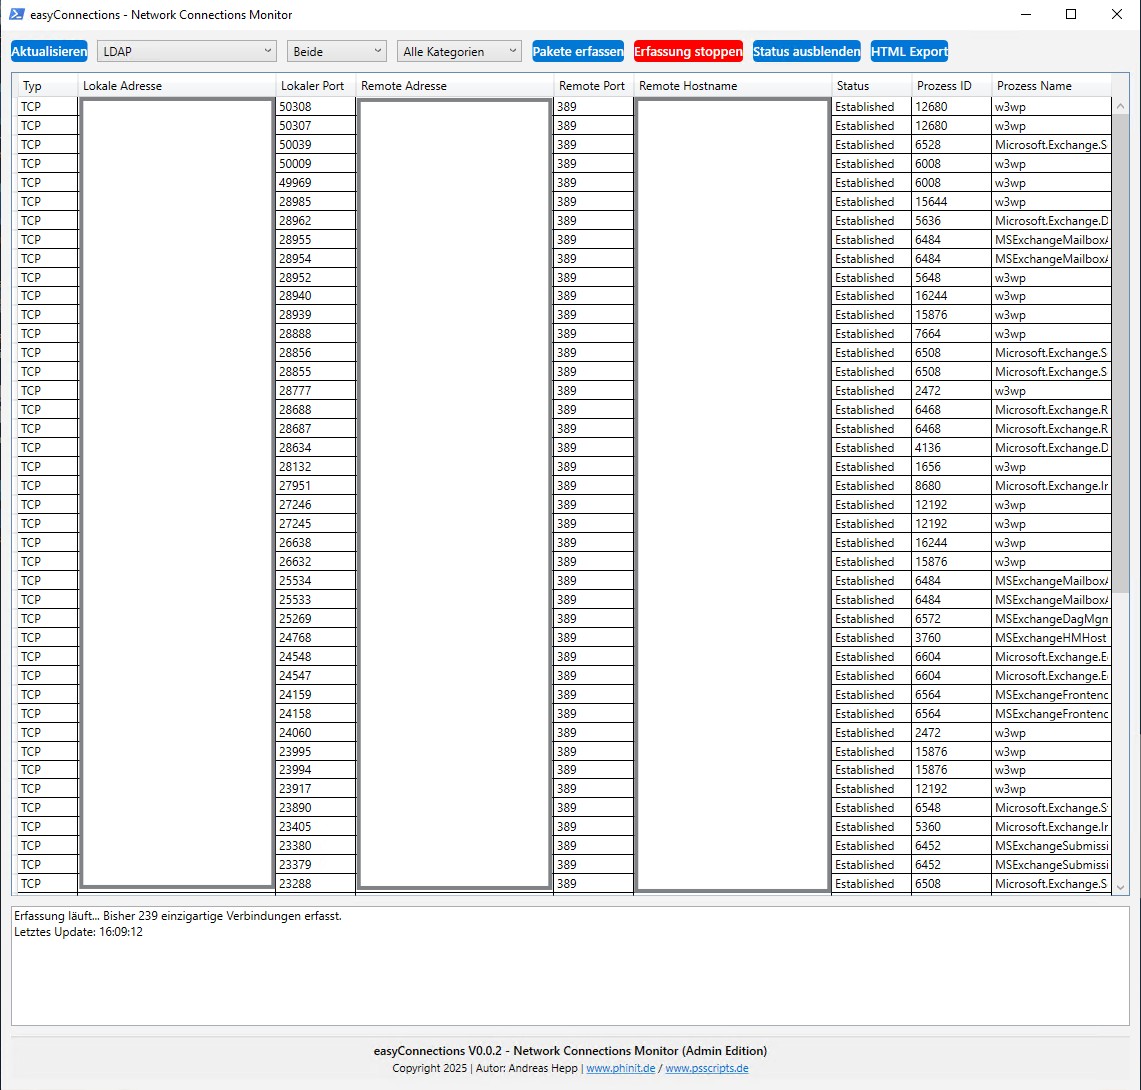 easyConnections - Network Connections Monitor
Aktualisieren LDAP Beide Alle Kategorien Pakete erfassen Erfassung stoppen Status ausblenden HTML Export
Typ Lokale Adresse Lokaler Port Remote Adresse Remote Port Remote Hostname Status Prozess ID Prozess Name
TCP 50308 389 Established 12680 w3wp
TCP 50307 389 Established 12680 w3wp
TCP 50039 389 Established 6528 Microsoft.Exchange.S
TCP 50009 389 Established 6008 w3wp
TCP 49969 389 Established 6008 w3wp
TCP 28985 389 Established 15644 w3wp
TCP 28962 389 Established 5636 Microsoft.Exchange.D
TCP 28955 389 Established 6484 MSExchangeMailboxA
TCP 28954 389 Established 6484 MSExchangeMailboxA
TCP 28952 389 Established 5648 w3wp
TCP 28940 389 Established 16244 w3wp
TCP 28939 389 Established 15876 w3wp
TCP 28888 389 Established 7664 w3wp
TCP 28856 389 Established 6508 Microsoft.Exchange.S
TCP 28855 389 Established 6508 Microsoft.Exchange.S
TCP 28777 389 Established 2472 w3wp
TCP 28688 389 Established 6468 Microsoft.Exchange.R
TCP 28687 389 Established 6468 Microsoft.Exchange.R
TCP 28634 389 Established 4136 Microsoft.Exchange.D
TCP 28132 389 Established 1656 w3wp
TCP 27951 389 Established 8680 Microsoft.Exchange.Ir
TCP 27246 389 Established 12192 w3wp
TCP 27245 389 Established 12192 w3wp
TCP 26638 389 Established 16244 w3wp
TCP 26632 389 Established 15876 w3wp
TCP 25534 389 Established 6484 MSExchangeMailboxA
TCP 25533 389 Established 6484 MSExchangeMailboxA
TCP 25269 389 Established 6572 MSExchangeDagMgm
TCP 24768 389 Established 3760 MSExchangeHMHost
TCP 24548 389 Established 6604 Microsoft.Exchange.E
TCP 24547 389 Established 6604 Microsoft.Exchange.E
TCP 24159 389 Established 6564 MSExchangeFrontenc
TCP 24158 389 Established 6564 MSExchangeFrontenc
TCP 24060 389 Established 2472 w3wp
TCP 23995 389 Established 15876 w3wp
TCP 23994 389 Established 15876 w3wp
TCP 23917 389 Established 12192 w3wp
TCP 23890 389 Established 6548 Microsoft.Exchange.S
TCP 23405 389 Established 5360 Microsoft.Exchange.Ir
TCP 23380 389 Established 6452 MSExchangeSubmissi
TCP 23379 389 Established 6452 MSExchangeSubmissi
TCP 23288 389 Established 6508 Microsoft.Exchange.S
Erfassung läuft... Bisher 239 einzigartige Verbindungen erfasst.
Letztes Update: 16:09:12
easyConnections V0.0.2 - Network Connections Monitor (Admin Edition)
Copyright 2025 | Autor: Andreas Hepp | www.phinit.de / www.psscripts.de